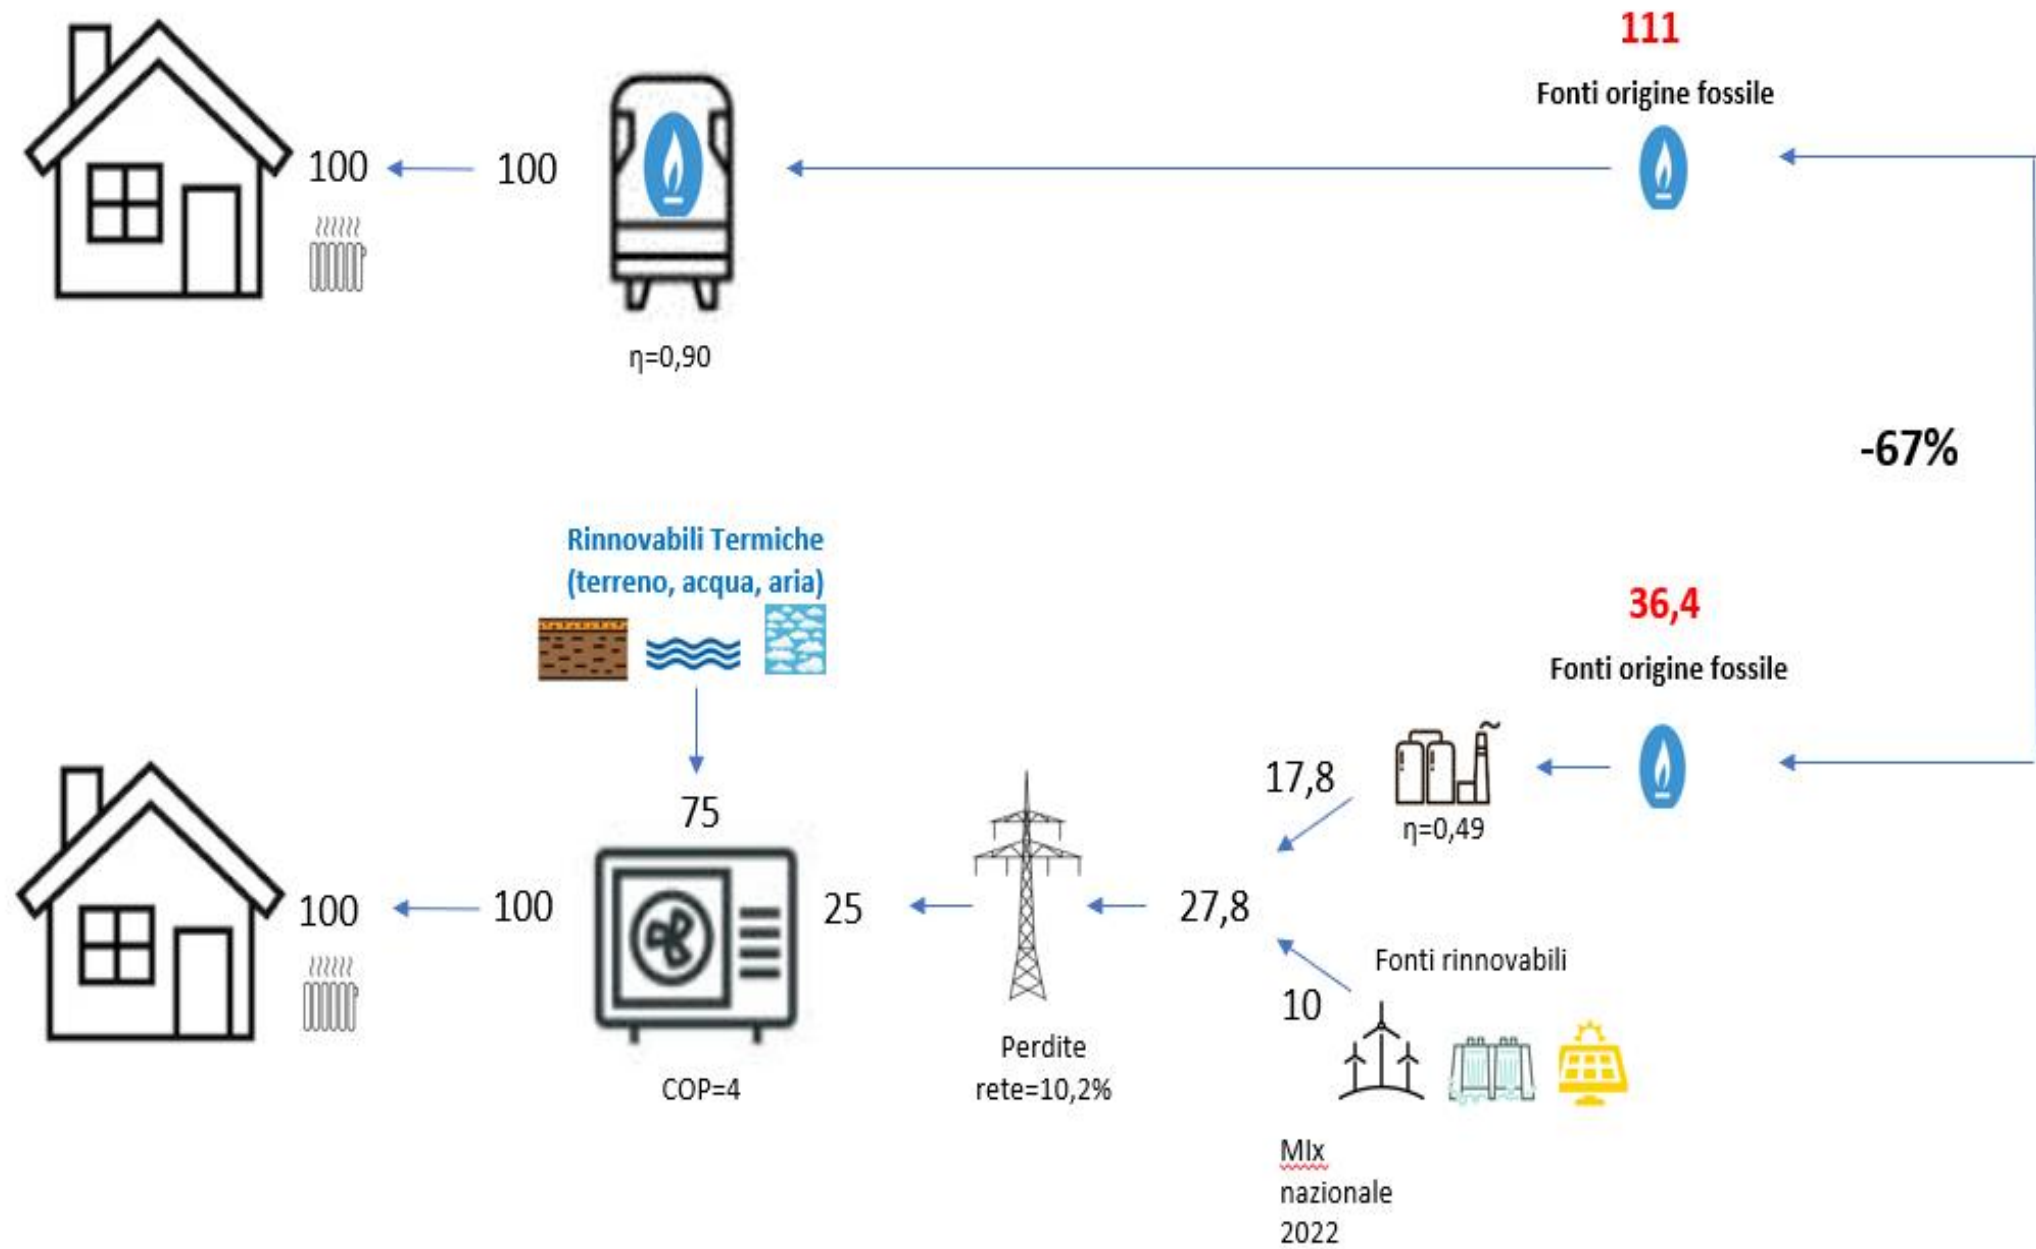 111
Fonti origine fossile
100
100
η=0,90
-67%
Rinnovabili Termiche
(terreno, acqua, aria)
36,4
Fonti origine fossile
75
17,8
η=0,49
100
100
25
27,8
Fonti rinnovabili
10
COP=4
Perdite
rete=10,2%
MIx
nazionale
2022